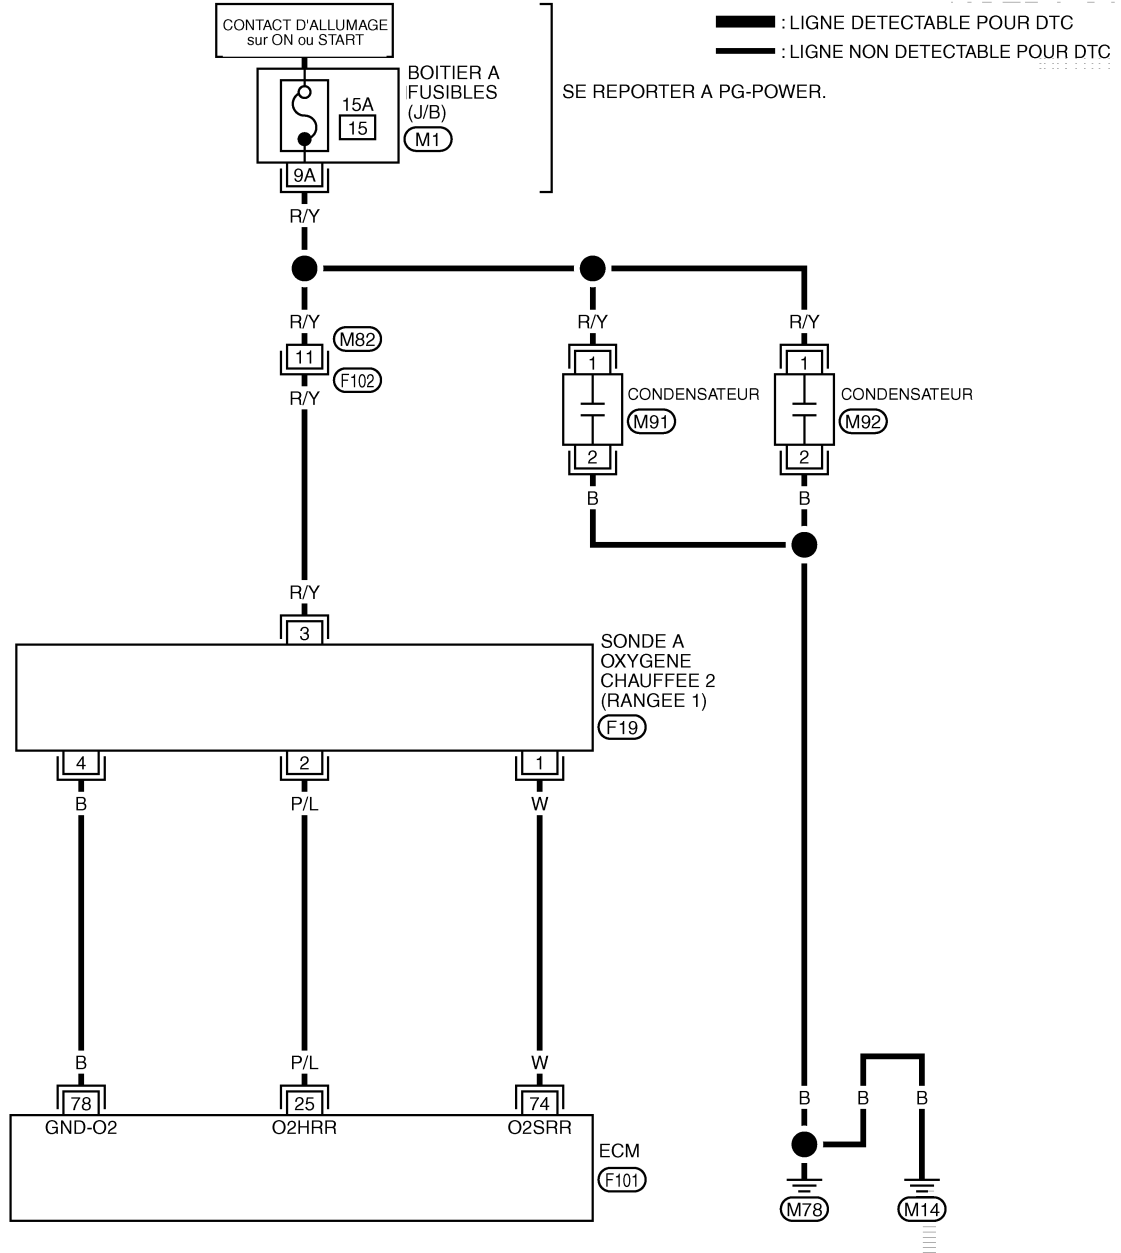 CONTACT D'ALLUMAGE
sur ON ou START
: LIGNE DETECTABLE POUR DTC
: LIGNE NON DETECTABLE POUR DTC
BOITIER A
FUSIBLES
(J/B)
M1
15A
15
SE REPORTER A PG-POWER.
9A
R/Y
R/Y
R/Y
R/Y
M82
11
F102
R/Y
1
1
CONDENSATEUR
M91
CONDENSATEUR
M92
2
2
B
B
R/Y
3
SONDE A
OXYGENE
CHAUFFEE 2
(RANGEE 1)
F19
4
2
1
B
P/L
W
B
P/L
W
78
25
74
B
B
B
GND-O2
O2HRR
O2SRR
ECM
F101
M78
M14